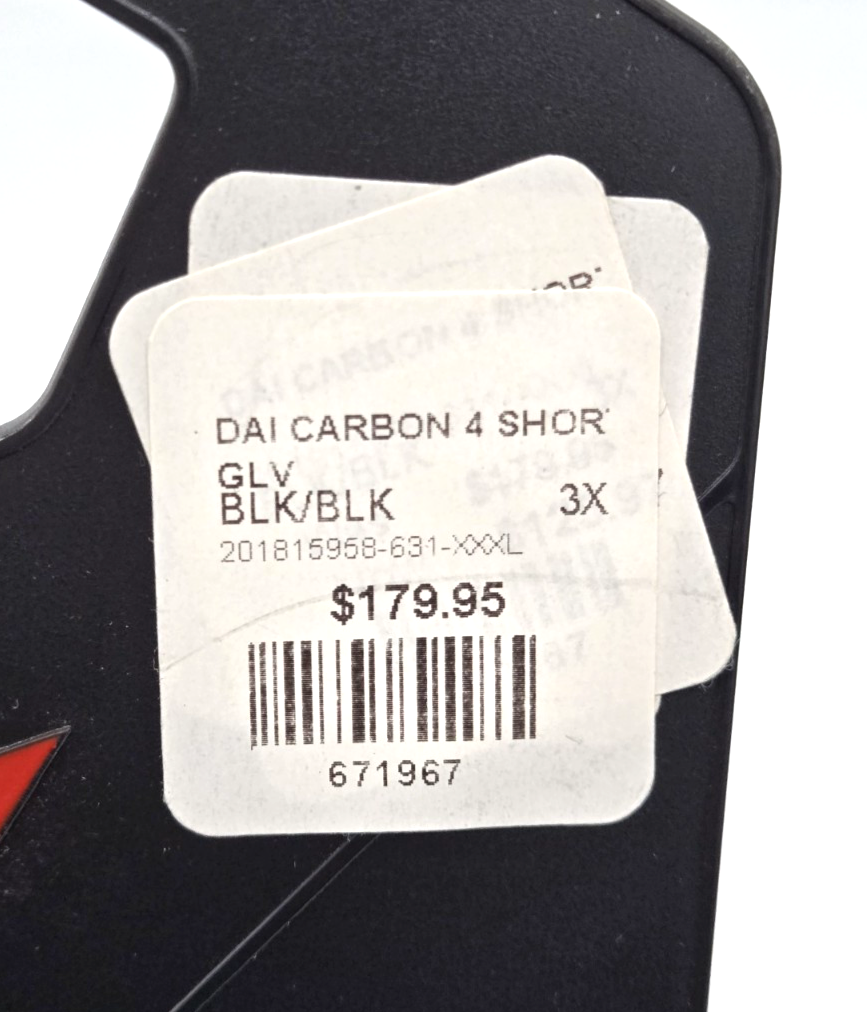 DAI CARBON 4 SHOR
GLV
BLK/BLK 3X
201815958-631-XXXL
$179.95
671967